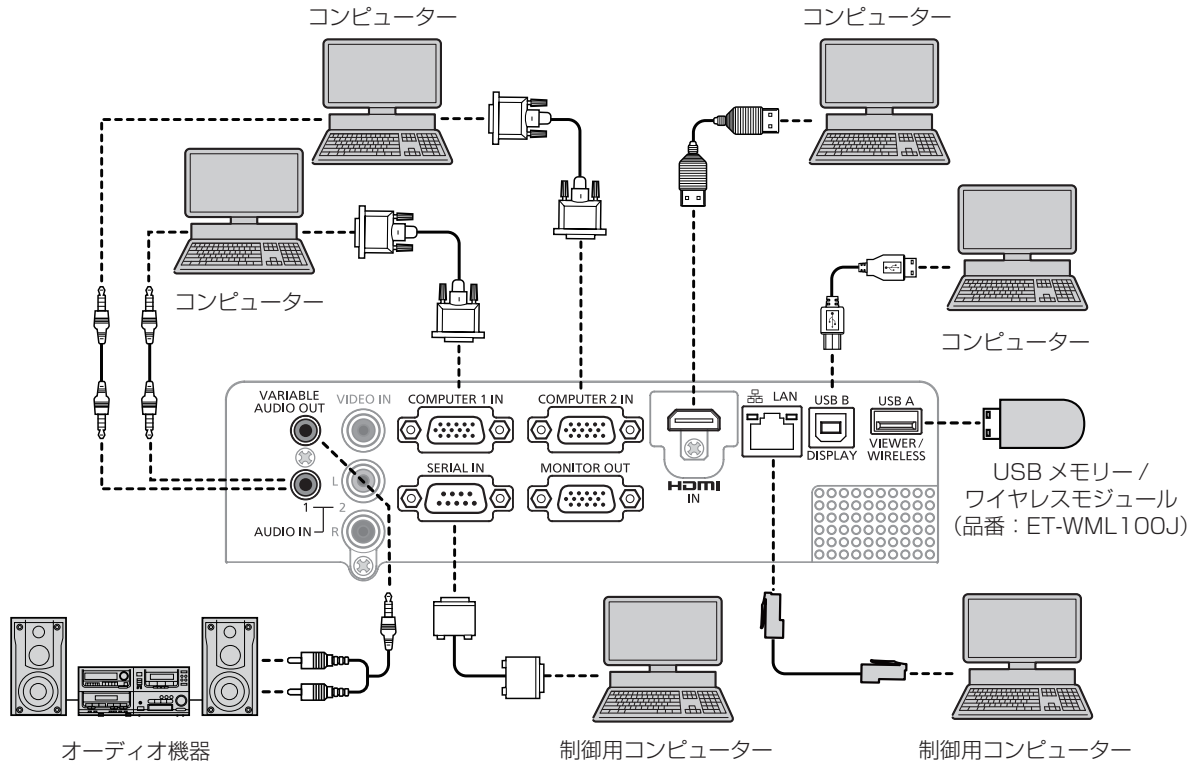 コンピューター
コンピューター
コンピューター
コンピューター
VARIABLE
AUDIO OUT
VIDEO IN
COMPUTER 1 IN
COMPUTER 2 IN
LAN
USB B
USB A
DISPLAY
VIEWER /
WIRELESS
SERIAL IN
MONITOR OUT
HDMI
IN
L
1
2
AUDIO IN
R
USB メモリー /
ワイヤレスモジュール
(品番：ET-WML100J)
オーディオ機器
制御用コンピューター
制御用コンピューター